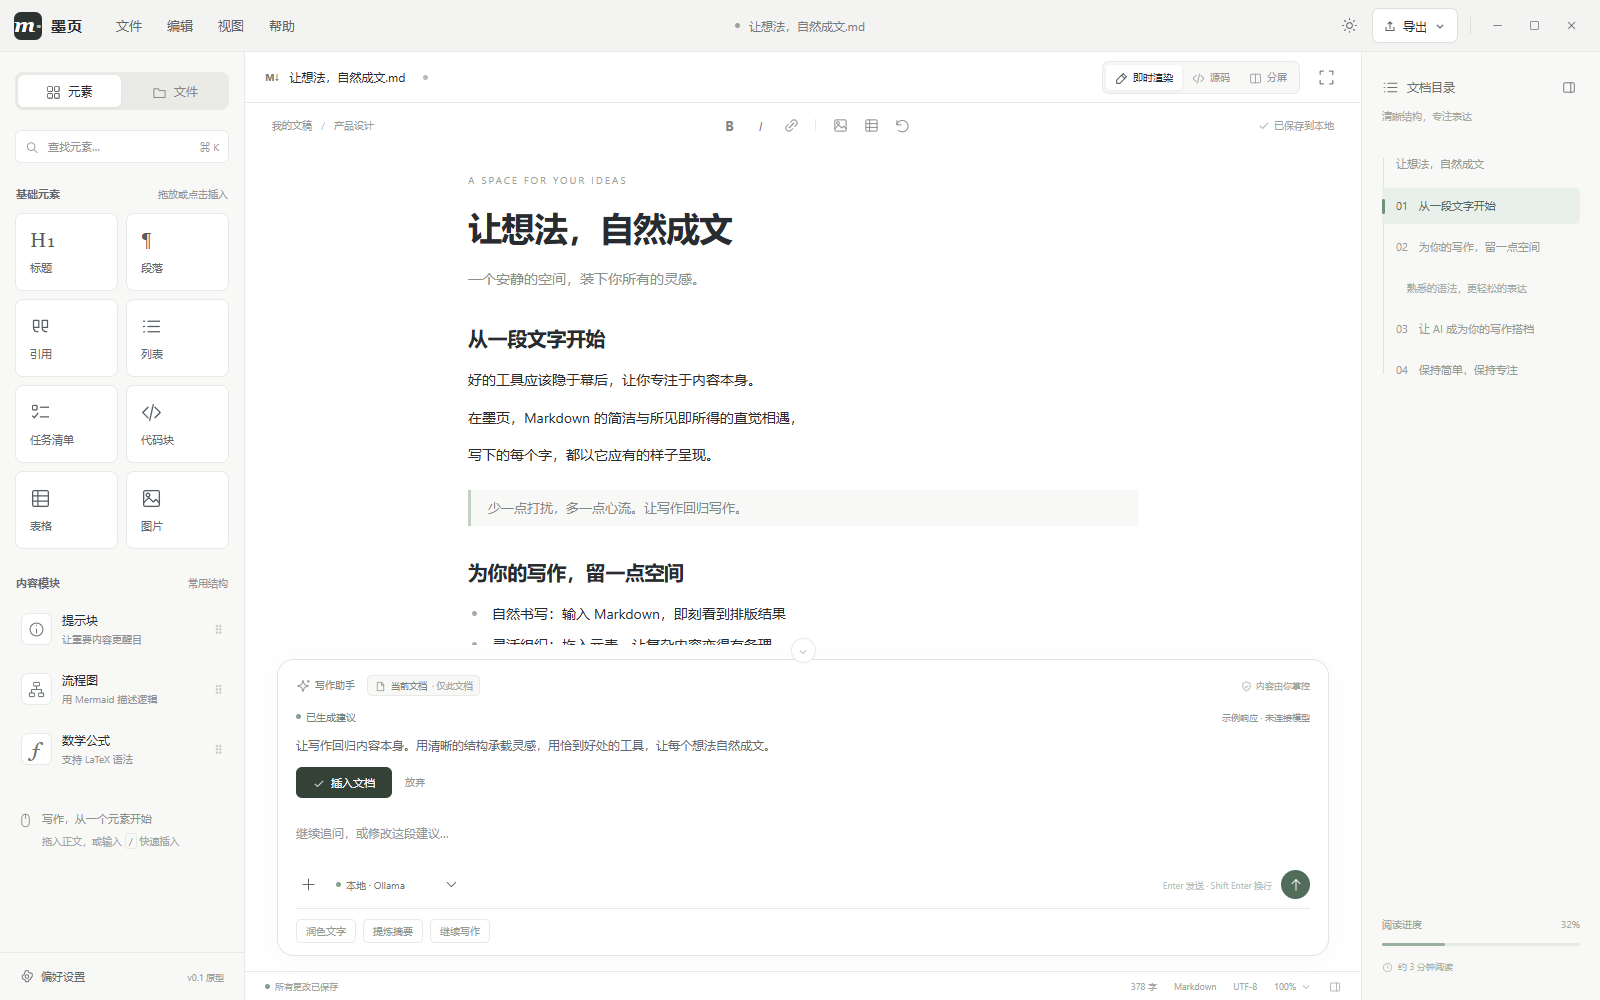 m. 墨页 文件 编辑 视图 帮助
让想法，自然成文.md
导出
元素 文件
查找元素... ⌘ K
基础元素 拖放或点击插入
H1 ¶
标题 段落
引用 列表
任务清单 代码块
表格 图片
内容模块 常用结构
提示块
让重要内容更醒目
流程图
用 Mermaid 描述逻辑
f 数学公式
支持 LaTeX 语法
写作，从一个元素开始
拖入正文，或输入 / 快速插入
偏好设置 v0.1 原型
M↓ 让想法，自然成文.md
即时渲染 源码 分屏
我的文稿 / 产品设计
B I
已保存到本地
A SPACE FOR YOUR IDEAS
让想法，自然成文
一个安静的空间，装下你所有的灵感。
从一段文字开始
好的工具应该隐于幕后，让你专注于内容本身。
在墨页，Markdown 的简洁与所见即所得的直觉相遇，
写下的每个字，都以它应有的样子呈现。
少一点打扰，多一点心流。让写作回归写作。
为你的写作，留一点空间
自然书写：输入 Markdown，即刻看到排版结果
灵活组织：拖入元素，让复杂内容变得有条理
写作助手 当前文档 · 仅此文档 内容由你掌控
已生成建议 示例响应 · 未连接模型
让写作回归内容本身。用清晰的结构承载灵感，用恰到好处的工具，让每个想法自然成文。
插入文档 放弃
继续追问，或修改这段建议...
本地 · Ollama Enter 发送 · Shift Enter 换行
润色文字 提炼摘要 继续写作
所有更改已保存 378 字 Markdown UTF-8 100%
文档目录
清晰结构，专注表达
让想法，自然成文
01 从一段文字开始
02 为你的写作，留一点空间
熟悉的语法，更轻松的表达
03 让 AI 成为你的写作搭档
04 保持简单，保持专注
阅读进度 32%
约 3 分钟阅读